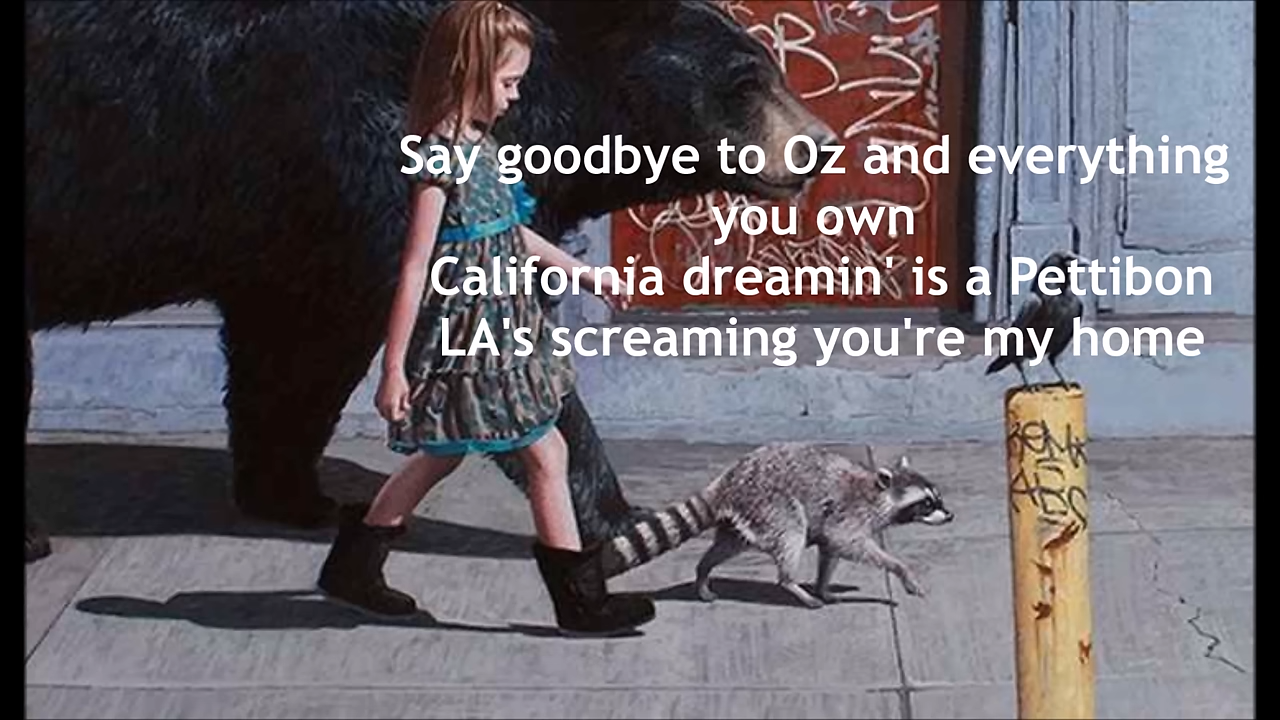 Say goodbye to Oz and everything
you own
California dreamin' is a Pettibon
LA's screaming you're my home